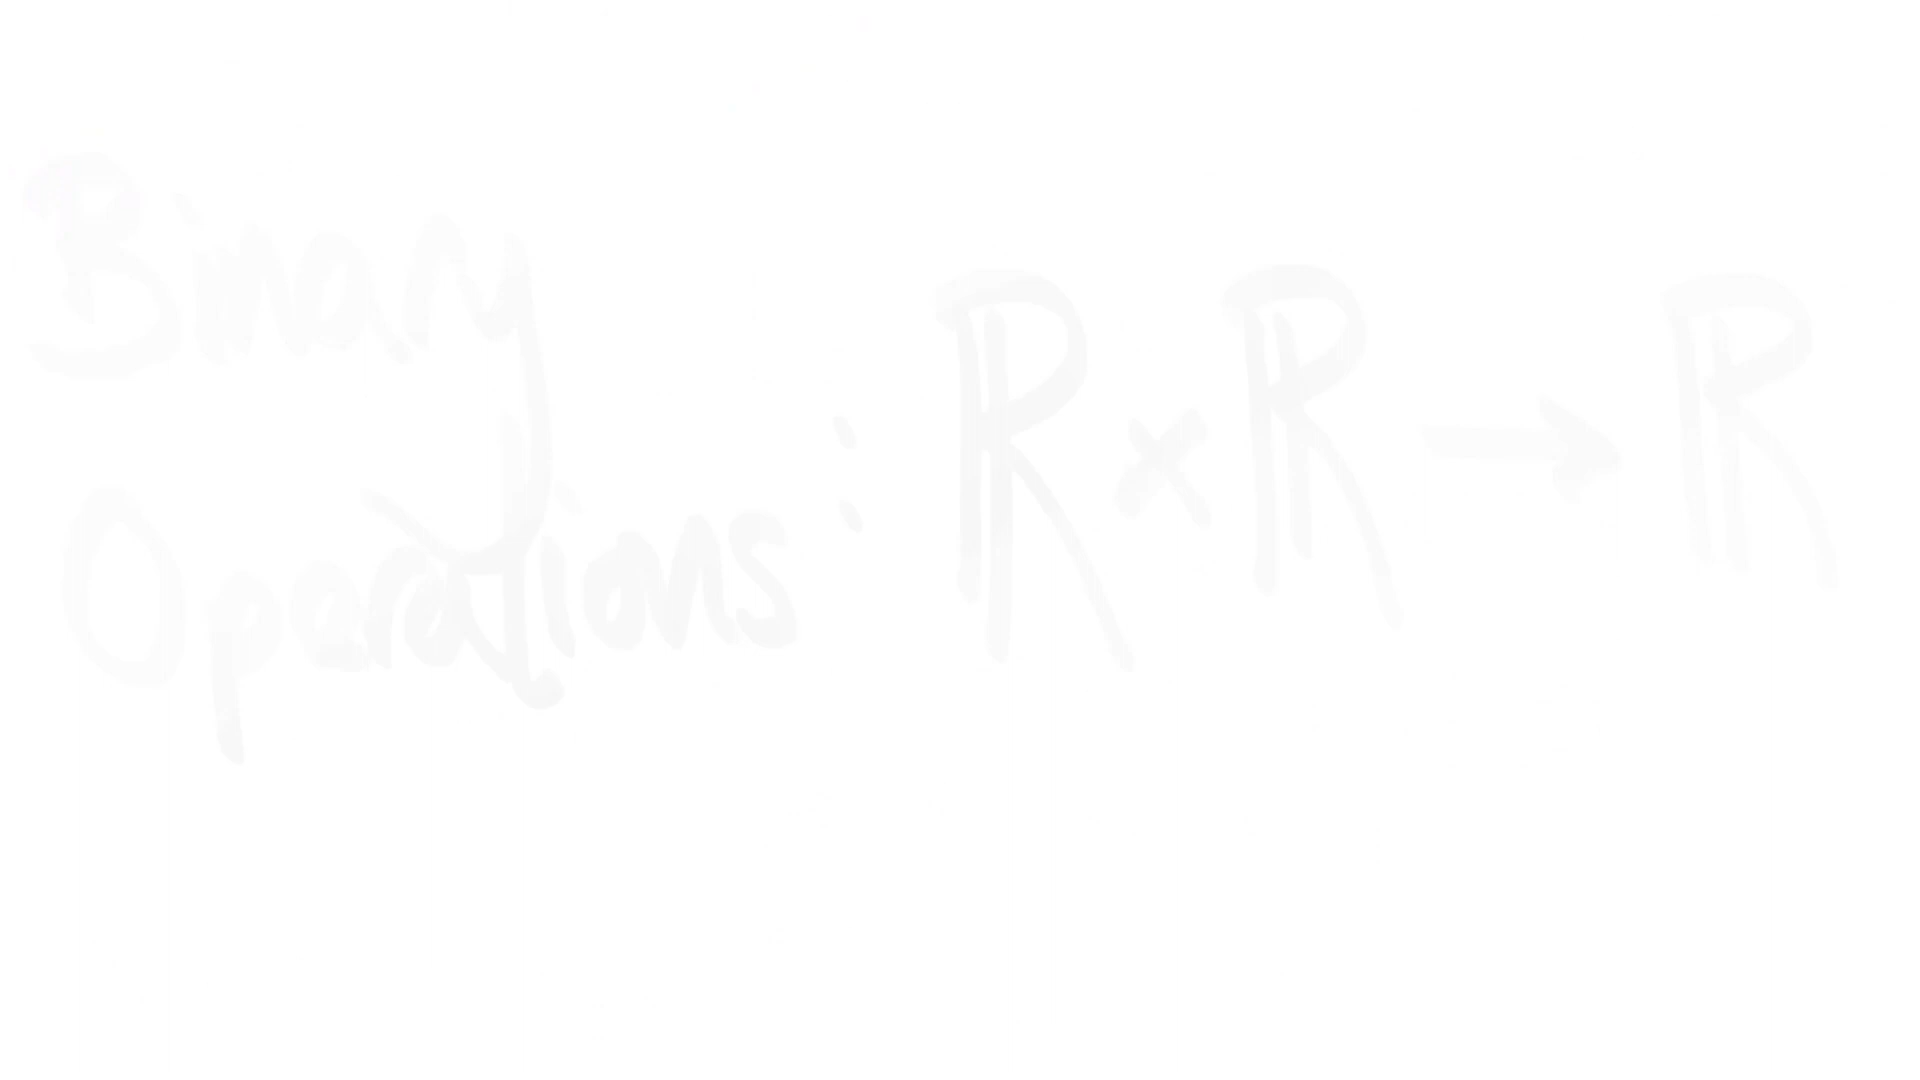 Binary
Operations : ℝ × ℝ → ℝ